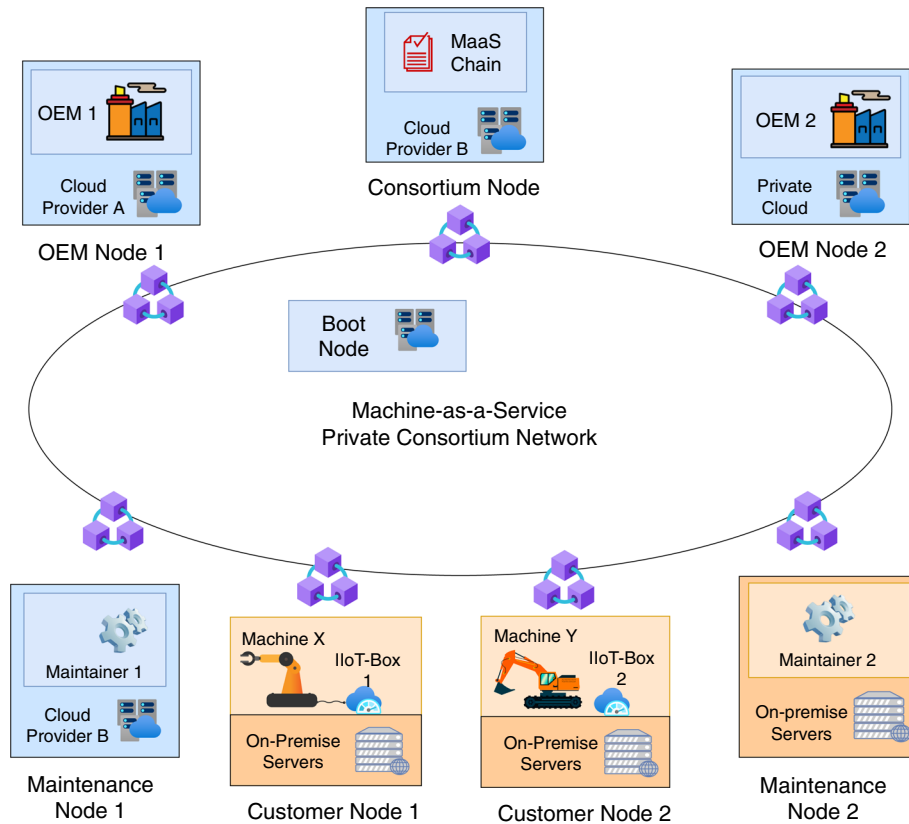 MaaS
Chain
Cloud
Provider B
Consortium Node
OEM 1
Cloud
Provider A
OEM Node 1
OEM 2
Private
Cloud
OEM Node 2
Boot
Node
Machine-as-a-Service
Private Consortium Network
Maintainer 1
Cloud
Provider B
Maintenance
Node 1
Machine X
IIoT-Box
1
On-Premise
Servers
Customer Node 1
Machine Y
IIoT-Box
2
On-Premise
Servers
Customer Node 2
Maintainer 2
On-premise
Servers
Maintenance
Node 2